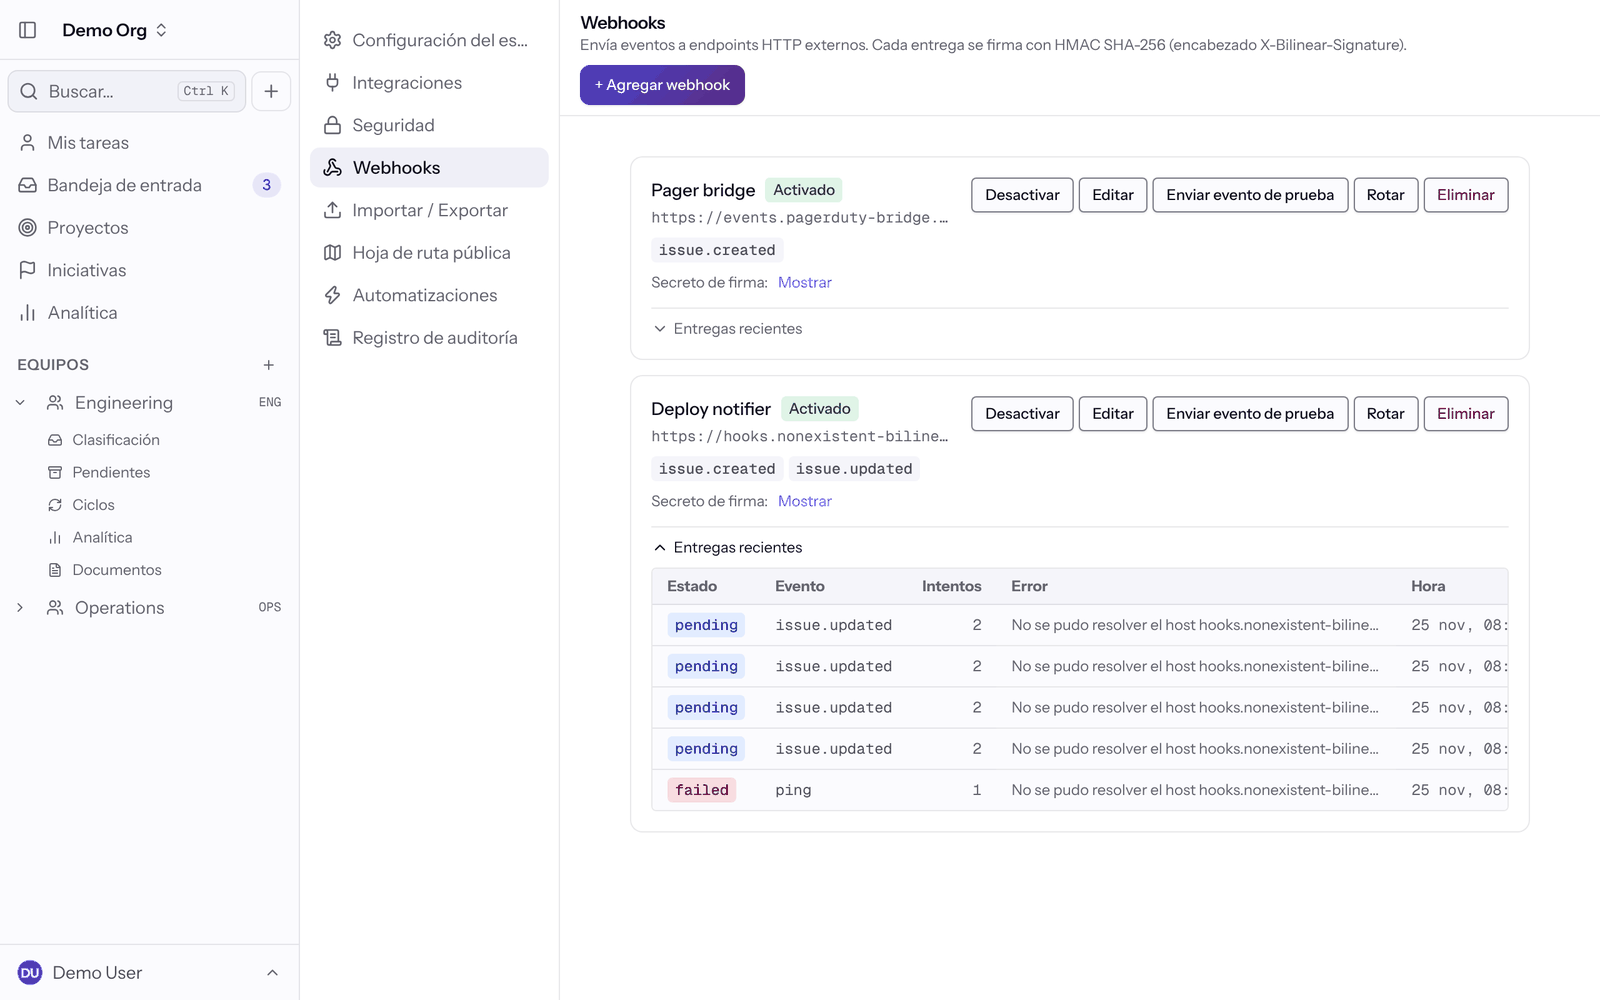 Demo Org
Buscar...
Ctrl K
Mis tareas
Bandeja de entrada
3
Proyectos
Iniciativas
Analítica
EQUIPOS
Engineering
ENG
Clasificación
Pendientes
Ciclos
Analítica
Documentos
Operations
OPS
DU
Demo User
Configuración del es...
Integraciones
Seguridad
Webhooks
Importar / Exportar
Hoja de ruta pública
Automatizaciones
Registro de auditoría
Webhooks
Envía eventos a endpoints HTTP externos. Cada entrega se firma con HMAC SHA-256 (encabezado X-Bilinear-Signature).
+ Agregar webhook
Pager bridge
Activado
Desactivar
Editar
Enviar evento de prueba
Rotar
Eliminar
https://events.pagerduty-bridge.…
issue.created
Secreto de firma: Mostrar
Entregas recientes
Deploy notifier
Activado
Desactivar
Editar
Enviar evento de prueba
Rotar
Eliminar
https://hooks.nonexistent-biline…
issue.created issue.updated
Secreto de firma: Mostrar
Entregas recientes
Estado Evento Intentos Error Hora
pending issue.updated 2 No se pudo resolver el host hooks.nonexistent-biline... 25 nov, 08:
pending issue.updated 2 No se pudo resolver el host hooks.nonexistent-biline... 25 nov, 08:
pending issue.updated 2 No se pudo resolver el host hooks.nonexistent-biline... 25 nov, 08:
pending issue.updated 2 No se pudo resolver el host hooks.nonexistent-biline... 25 nov, 08:
failed ping 1 No se pudo resolver el host hooks.nonexistent-biline... 25 nov, 08: